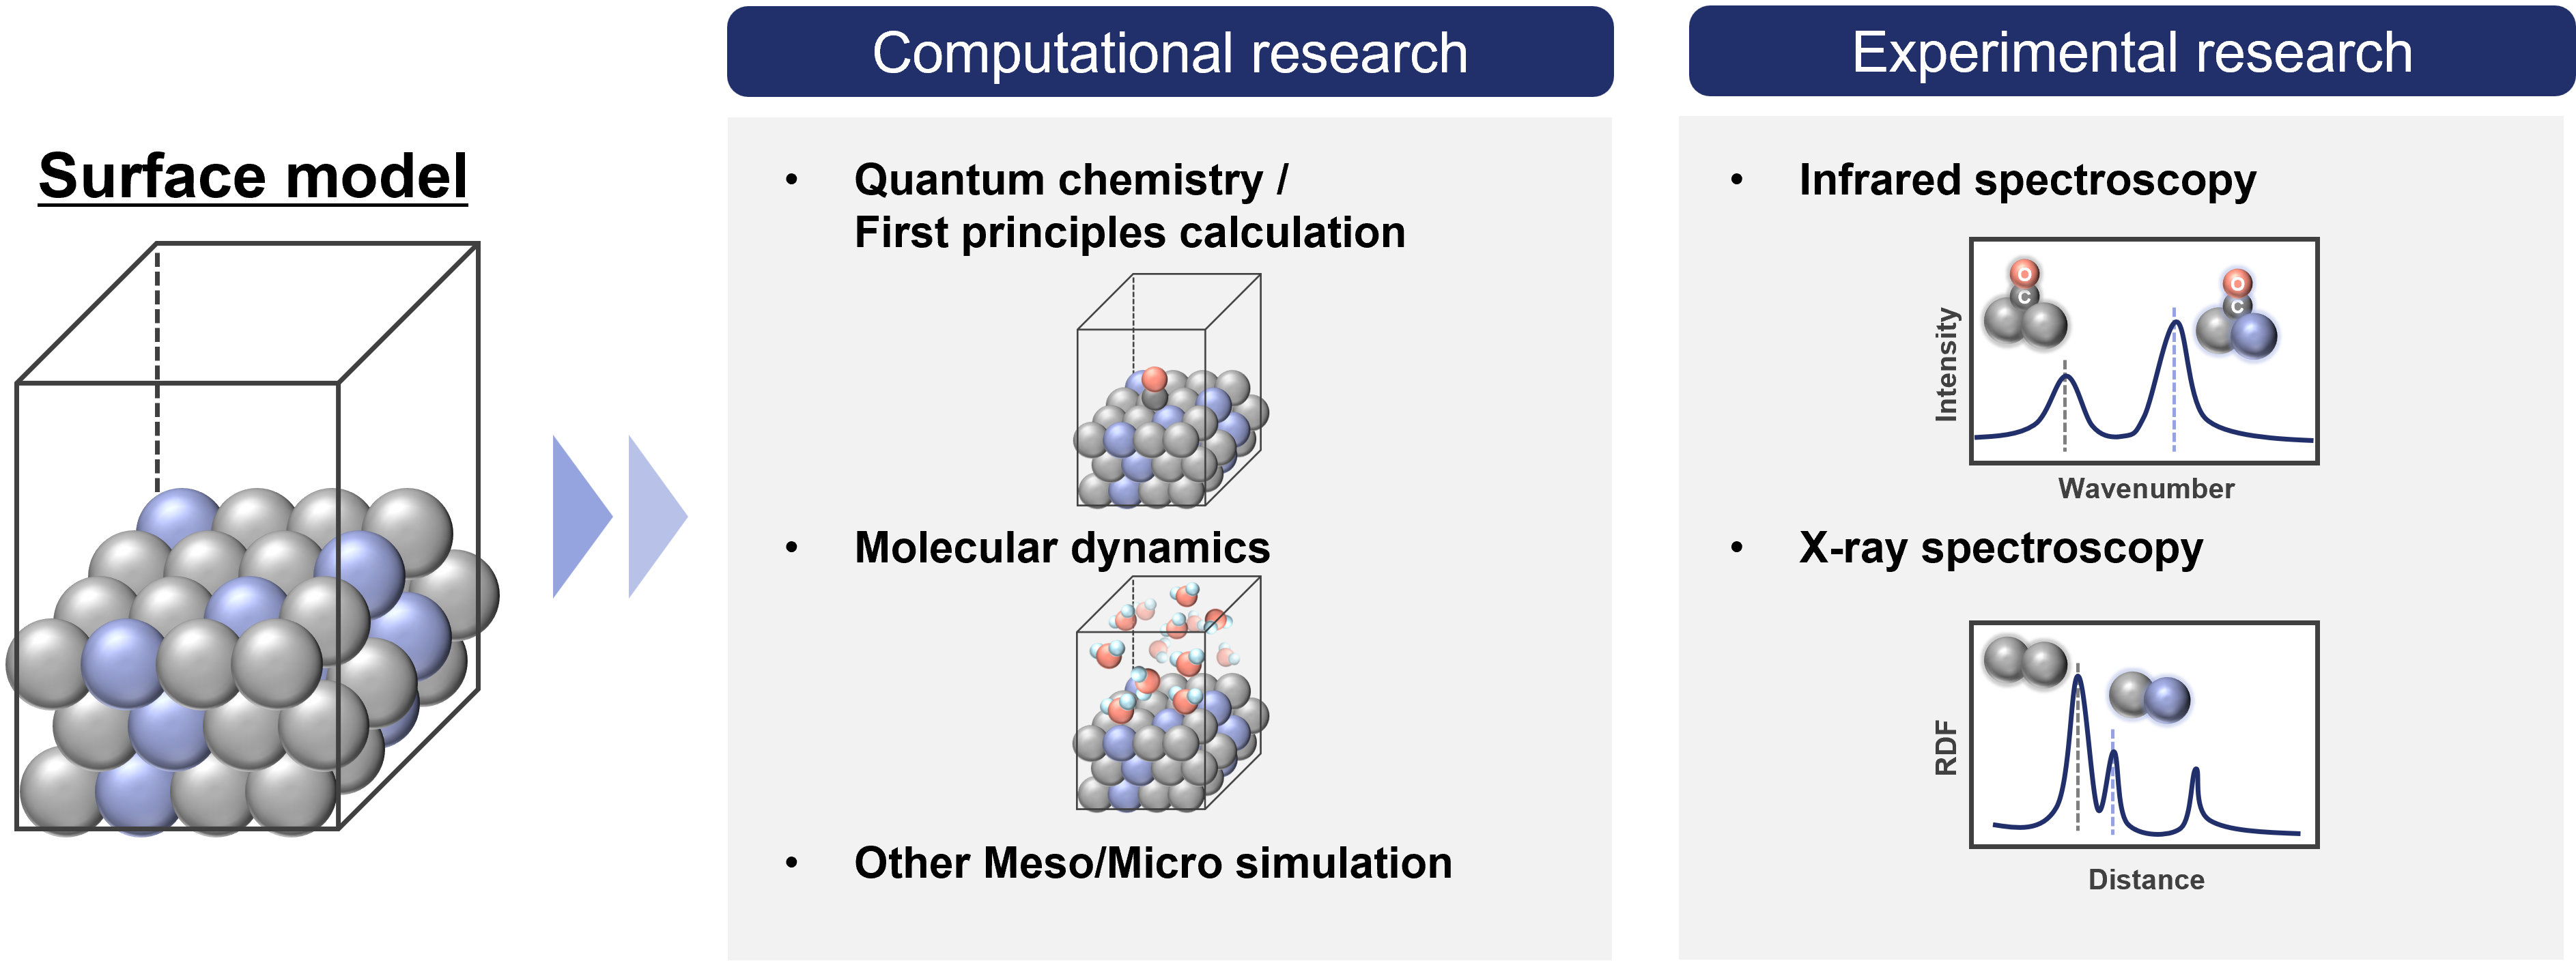 Surface model
Computational research
• Quantum chemistry /
First principles calculation
• Molecular dynamics
• Other Meso/Micro simulation
Experimental research
• Infrared spectroscopy
Intensity
O
C
O
C
Wavenumber
• X-ray spectroscopy
RDF
Distance